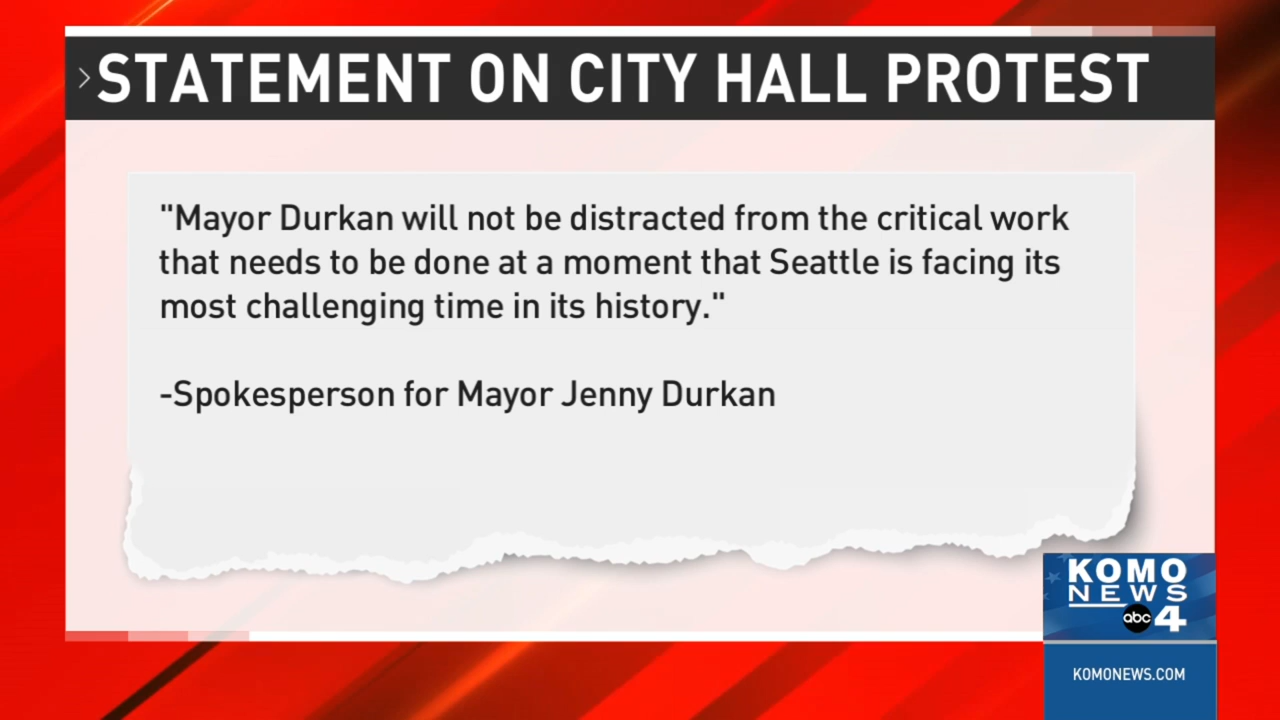 STATEMENT ON CITY HALL PROTEST
"Mayor Durkan will not be distracted from the critical work
that needs to be done at a moment that Seattle is facing its
most challenging time in its history."
-Spokesperson for Mayor Jenny Durkan
KOMO
NEWS
abc 4
KOMONEWS.COM